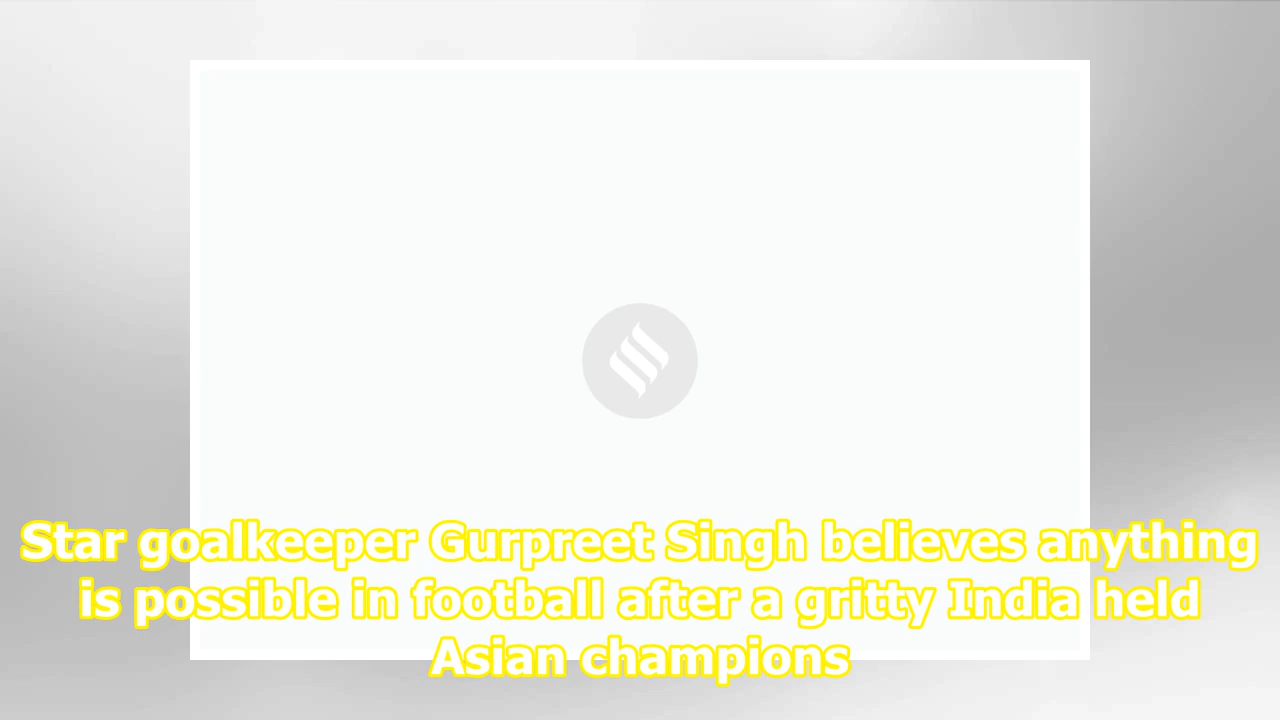 Star goalkeeper Gurpreet Singh believes anything
is possible in football after a gritty India held
Asian champions